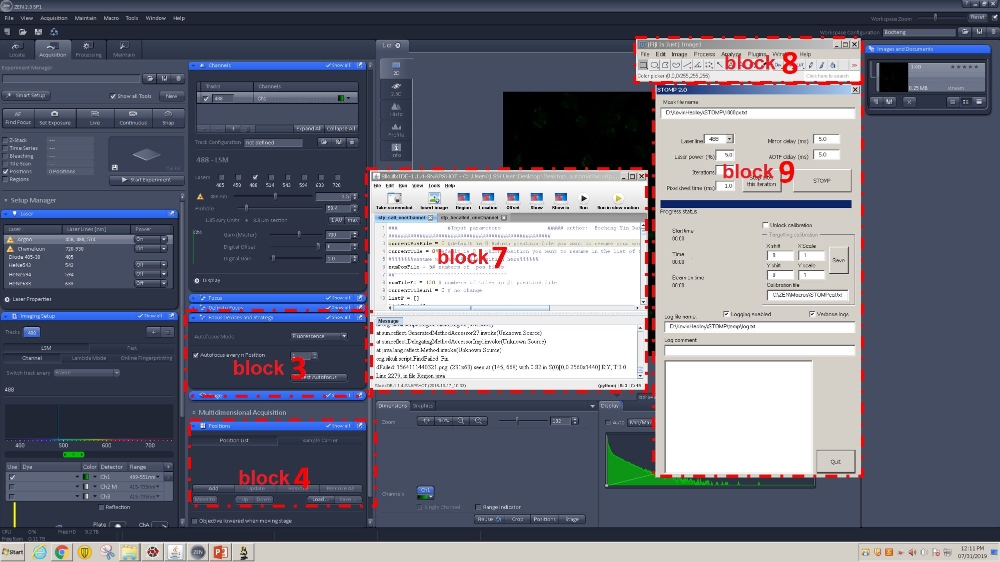 ZEN 2.3 SP1
File View Acquisition Maintain Macro Tools Window Help
Workspace Zoom Reset
Workspace Configuration Bocheng
Locate Acquisition Processing Maintain
Experiment Manager
Smart Setup Show all Tools New
AF
Find Focus Set Exposure Live Continuous Snap
Z-Stack ---
Time Series ---
Bleaching ---
Tile Scan ---
Positions 0 Positions
Regions
256 kB
Start Experiment
Setup Manager
Laser
Laser Laser Lines [nm] Power
Argon 458, 488, 514 On
Chameleon 720-930 On
Diode 405-30 405
HeNe543 543 Off
HeNe594 594 Off
HeNe633 633 Off
Laser Properties
Imaging Setup Show all
Tracks 488
LSM Fast
Channel Lambda Mode Online Fingerprinting
Switch track every Frame
488
400 500 600 700
Use Dye Color Detector Range
Ch1 499-551nm
Ch2 M 415-735nm
Ch3 415-735nm
Reflection
Plate ChA
CPU 0 % Free HD 3.2 TB
Free Ram 0.11 TB
Channels Show all
Tracks Channels
488 Ch1
Expand All Collapse All
Track Configuration not defined
488 - LSM
Lasers
405 458 488 514 543 594 633 720
488 nm 2.5
Pinhole 59.4
1.85 Airy Units ≙ 3.8 µm section 1 AU max
Ch1 Gain (Master) 700
Digital Offset 0
Digital Gain 1.0
Display
Focus Show all
Definite Focus Show all
Focus Devices and Strategy Show all
Autofocus Mode Fluorescence
Autofocus every n Position 1
block 3
Autofocus
Stage Show all
Multidimensional Acquisition
Positions Show all
Position List Sample Carrier
block 4
Add Update Remove Remove All
Move to Up Down Load ... Save ...
Objective lowered when moving stage
1.czi
2D
2.5D
Histo
Profile
Info
SikulixIDE-1.1.4-SNAPSHOT - C:\Users\LSM User\Desktop\Desktop_automation\stp...
File Edit Run View Tools Help
Take screenshot Insert image Region Location Offset Show Show in Run Run in slow motion
stp_call_oneChannel stp_becalled_oneChannel
1 ### #Input parameters ##### author: Bocheng Yin Dat
2 ####################################################
3 currentPosFile = 0 #default is 0 #which position file you want to resume your wor
4 currentTile = 0 position you want to resume in the list of t
block 7
5 #%%%%%%%assume here%%%%%%
6 numPosFile = 5# numbers of .pos files
7 ##^^^^^^^^^^^^^^^^^^^^^^^^^^^^^^^^^^^^
8 numTileF1 = 120 # numbers of tiles in #1 position file
9 currentTilein1 = 0 # no change
10 listF = []
Message
at sun.reflect.GeneratedMethodAccessor27.invoke(Unknown Source)
at sun.reflect.DelegatingMethodAccessorImpl.invoke(Unknown Source)
at java.lang.reflect.Method.invoke(Unknown Source)
org.sikuli.script.FindFailed: Fin
dFailed: 1564111440321.png: (231x63) seen at (145, 668) with 0.82 in S(0)[0,0 2560x1440] E:Y, T:3.0
Line 2279, in file Region.java
SikulixIDE-1.1.4-SNAPSHOT (2018-10-17_10:33) (python) | R: 3 | C: 19
Dimensions Graphics
Zoom 100% 132
Channels Ch1
Single Channel Range Indicator
Reuse Crop Positions Stage
Display
Auto Min/Max
(Fiji Is Just) ImageJ
File Edit Image Process Analyze Plugins Window Help
block 8
Dev LUT >>
Color picker (0,0,0/255,255,255) Click here to search
STOMP 2.0
Mask file name:
D:\KevinHadley\STOMP\1000px.txt
Laser line 488 Mirror delay (ms) 5.0
Laser power (%) 5.0 AOTF delay (ms) 5.0
Iterations
block 9
Stop after
this iteration
STOMP
Pixel dwell time (ms) 1.0
Progress status
Start time
00:00
Time
00:00
Beam on time
00:00
Unlock calibration
Targetting calibration
X shift X Scale
0 1
Y shift Y scale
0 1
Save
Calibration file
C:\ZEN\Macros\STOMPcal.txt
Log file name: Logging enabled Verbose logs
D:\KevinHadley\STOMP\temp\log.txt
Log comment:
Quit
Images and Documents
1.czi
0.25 MB stream
Start
12:11 PM
07/31/2019